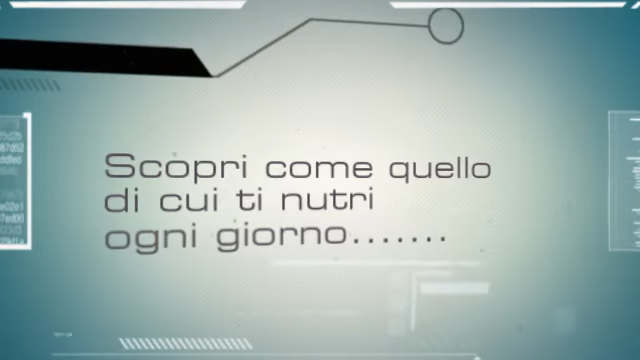 Scopri come quello
di cui ti nutri
ogni giorno.......